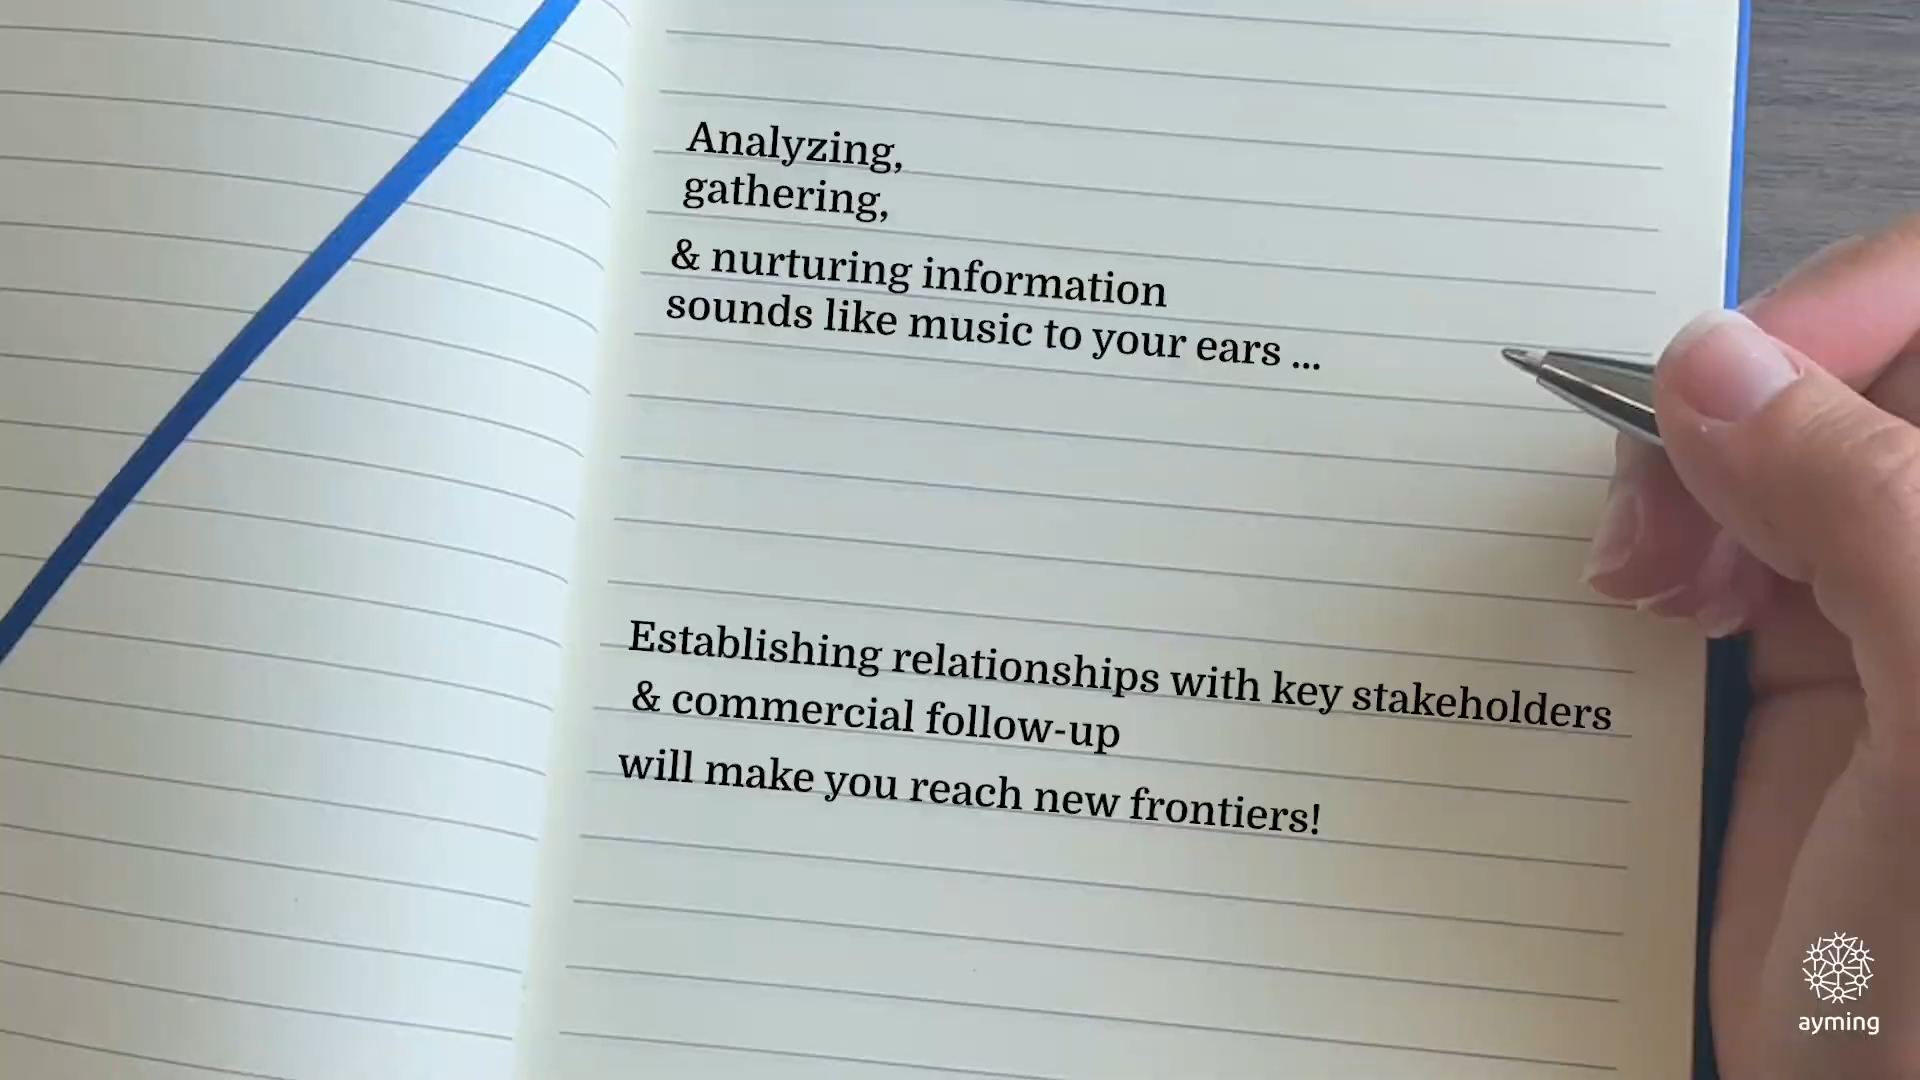 Analyzing,
gathering,
& nurturing information
sounds like music to your ears ...
Establishing relationships with key stakeholders
& commercial follow-up
will make you reach new frontiers!
ayming